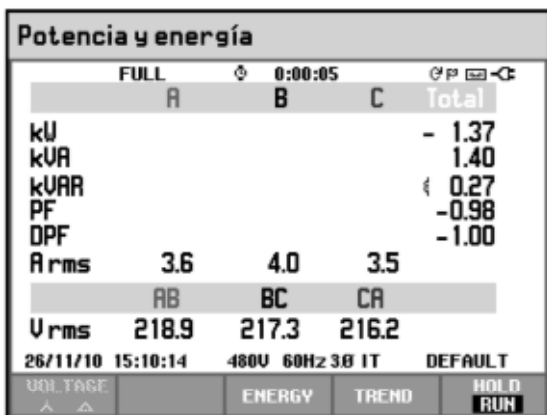 Potencia y energía
FULL 0:00:05
A B C Total
kW - 1.37
kVA 1.40
kVAR 0.27
PF -0.98
DPF -1.00
A rms 3.6 4.0 3.5
AB BC CA
V rms 218.9 217.3 216.2
26/11/10 15:10:14 480V 60Hz 3Ø IT DEFAULT
VOLTAGE ENERGY TREND HOLD
RUN